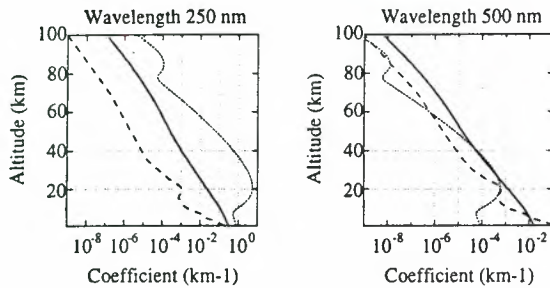 Wavelength 250 nm
Altitude (km)
100
80
60
40
20
10^-8 10^-6 10^-4 10^-2 10^0
Coefficient (km-1)
Wavelength 500 nm
Altitude (km)
100
80
60
40
20
10^-8 10^-6 10^-4 10^-2
Coefficient (km-1)